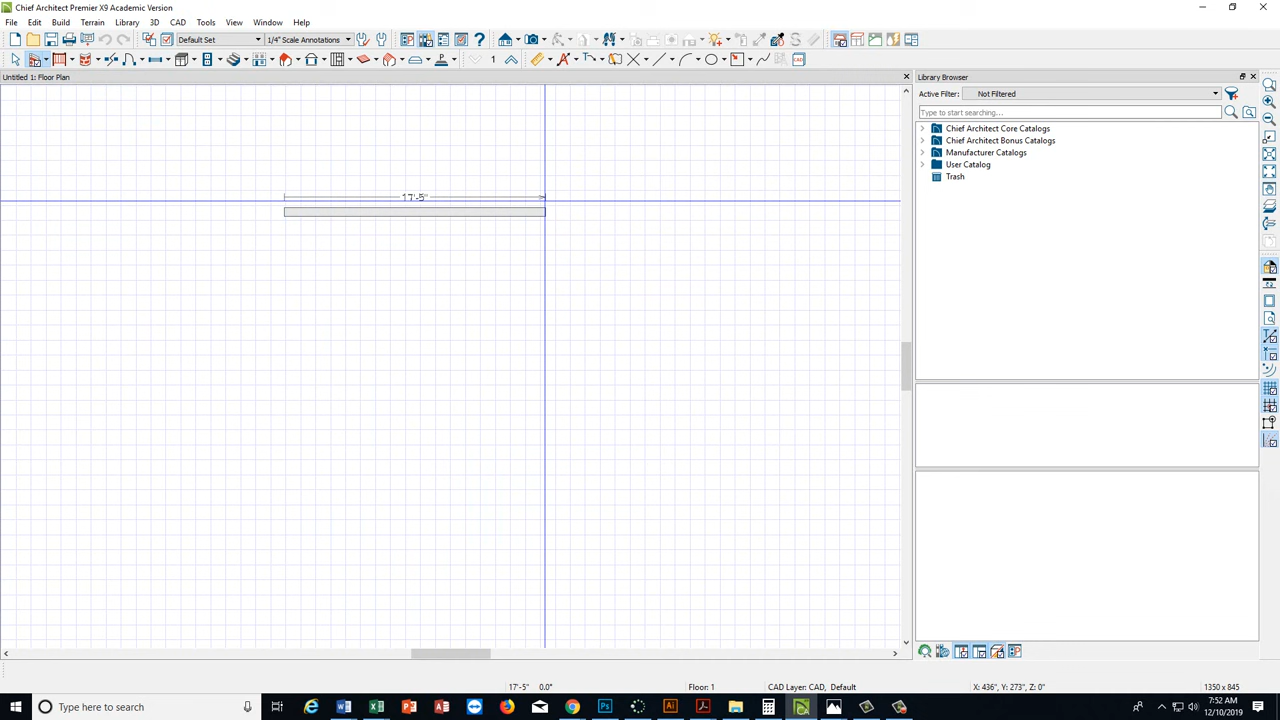 Chief Architect Premier X9 Academic Version
File Edit Build Terrain Library 3D CAD Tools View Window Help
Default Set 1/4" Scale Annotations
1
Untitled 1: Floor Plan
Library Browser
Active Filter: Not Filtered
Type to start searching...
Chief Architect Core Catalogs
Chief Architect Bonus Catalogs
Manufacturer Catalogs
User Catalog
Trash
17'-5"
17'-5" 0.0° Floor: 1 CAD Layer: CAD, Default X: 436", Y: 273", Z: 0" 1350 x 845
Type here to search
7:52 AM
12/10/2019